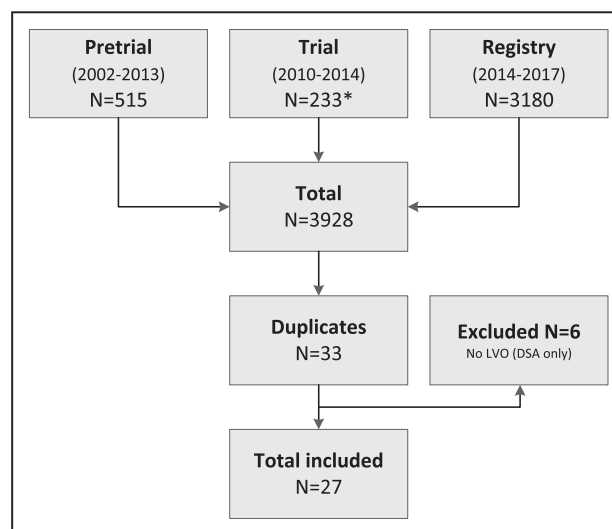 Pretrial
(2002-2013)
N=515
Trial
(2010-2014)
N=233*
Registry
(2014-2017)
N=3180
Total
N=3928
Duplicates
N=33
Excluded N=6
No LVO (DSA only)
Total included
N=27